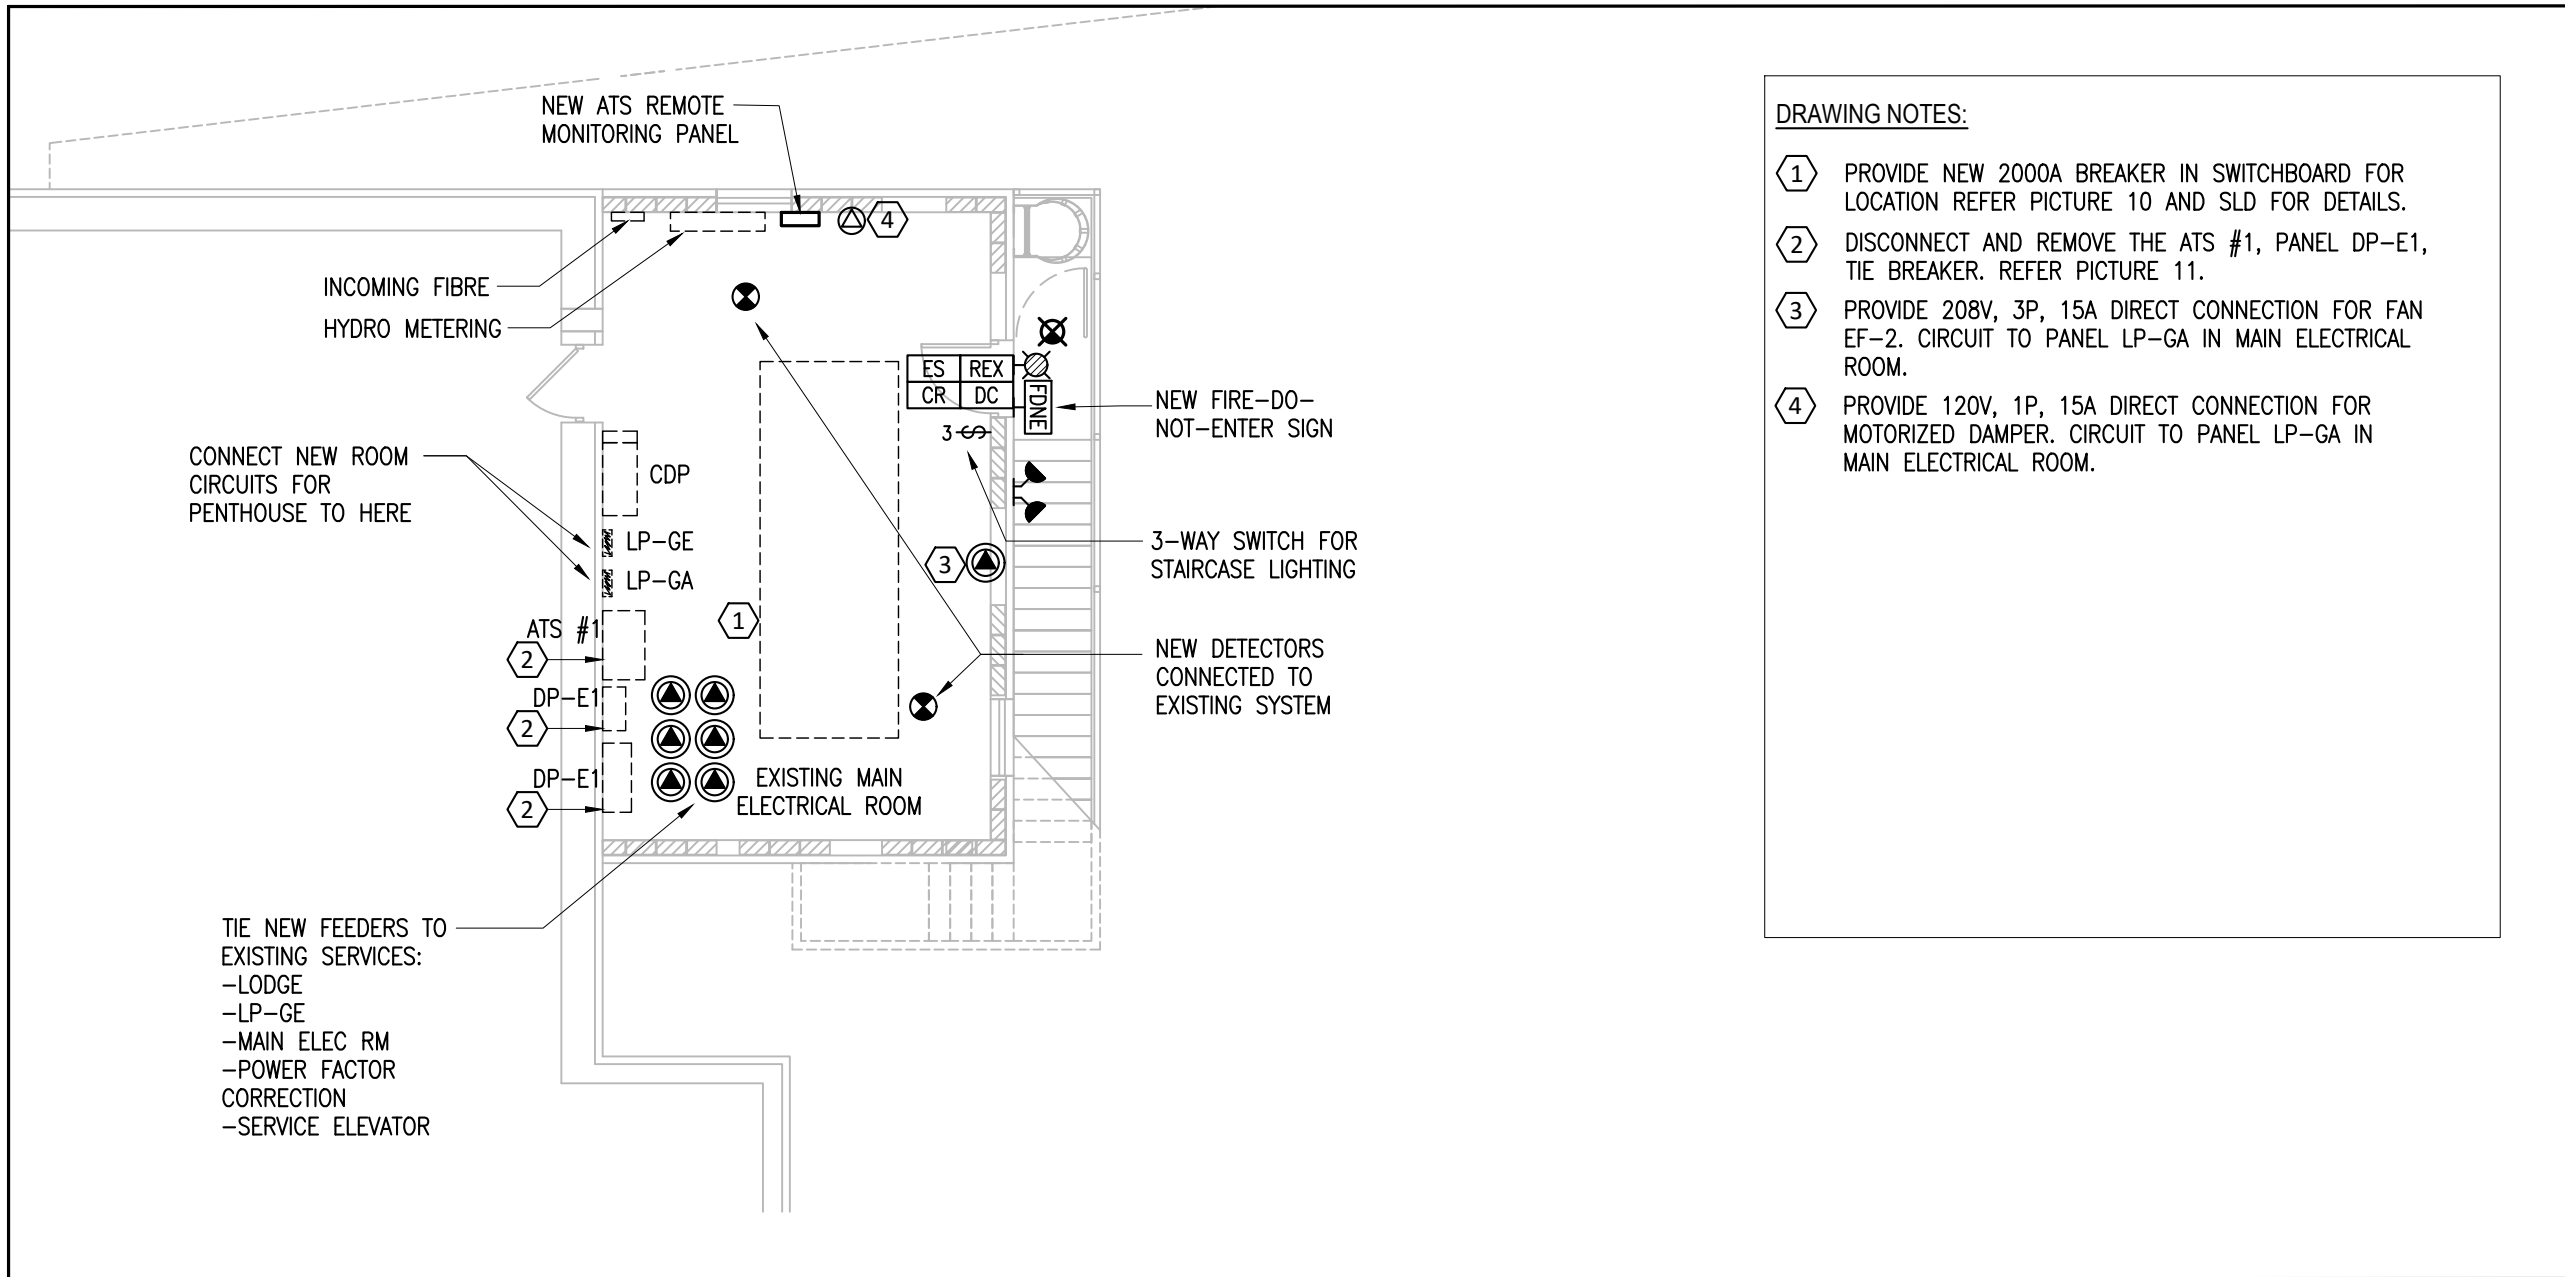 NEW ATS REMOTE
MONITORING PANEL
4
INCOMING FIBRE
HYDRO METERING
ES REX
CR DC
FDNE
NEW FIRE-DO-
NOT-ENTER SIGN
3
CONNECT NEW ROOM
CIRCUITS FOR
PENTHOUSE TO HERE
CDP
LP-GE
LP-GA
3-WAY SWITCH FOR
STAIRCASE LIGHTING
3
1
ATS #1
2
DP-E1
2
DP-E1
2
NEW DETECTORS
CONNECTED TO
EXISTING SYSTEM
EXISTING MAIN
ELECTRICAL ROOM
TIE NEW FEEDERS TO
EXISTING SERVICES:
-LODGE
-LP-GE
-MAIN ELEC RM
-POWER FACTOR
CORRECTION
-SERVICE ELEVATOR
DRAWING NOTES:
1 PROVIDE NEW 2000A BREAKER IN SWITCHBOARD FOR
LOCATION REFER PICTURE 10 AND SLD FOR DETAILS.
2 DISCONNECT AND REMOVE THE ATS #1, PANEL DP-E1,
TIE BREAKER. REFER PICTURE 11.
3 PROVIDE 208V, 3P, 15A DIRECT CONNECTION FOR FAN
EF-2. CIRCUIT TO PANEL LP-GA IN MAIN ELECTRICAL
ROOM.
4 PROVIDE 120V, 1P, 15A DIRECT CONNECTION FOR
MOTORIZED DAMPER. CIRCUIT TO PANEL LP-GA IN
MAIN ELECTRICAL ROOM.